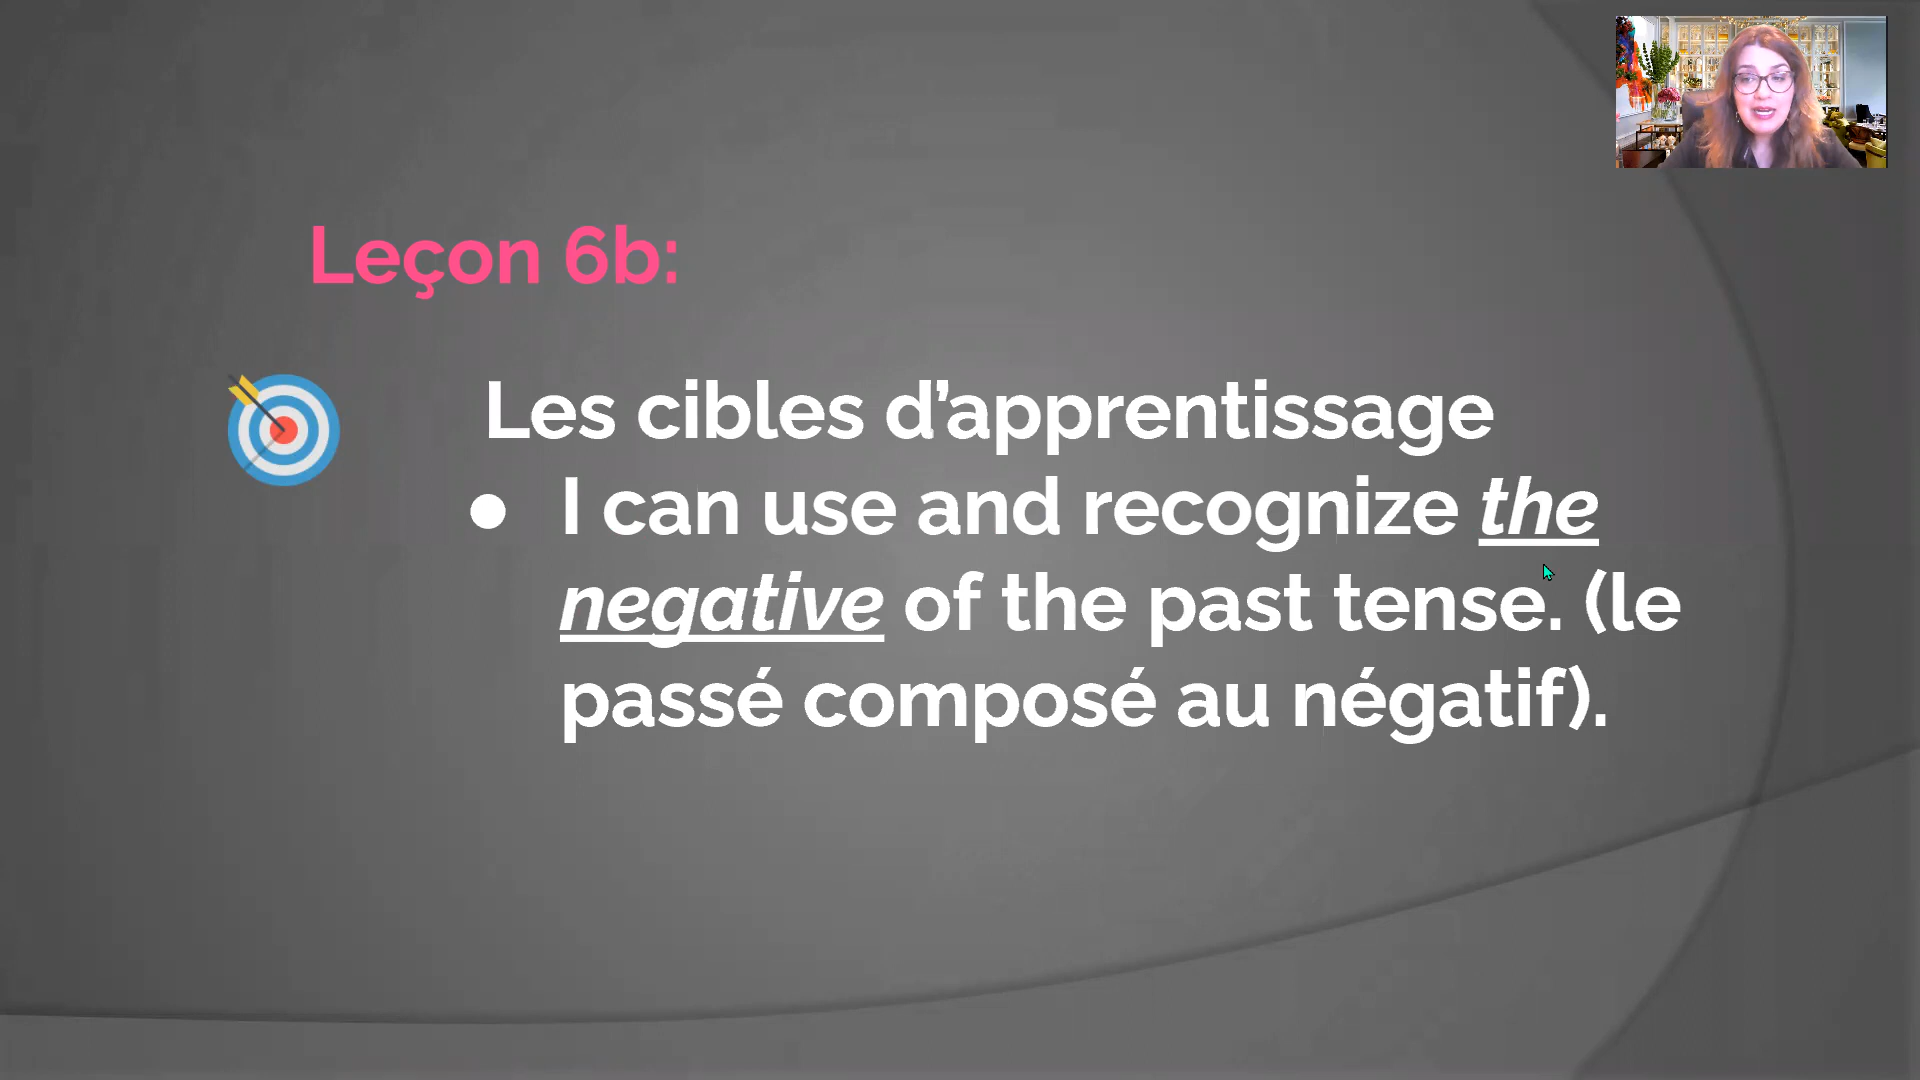 Leçon 6b:
Les cibles d’apprentissage
● I can use and recognize the
negative of the past tense. (le
passé composé au négatif).